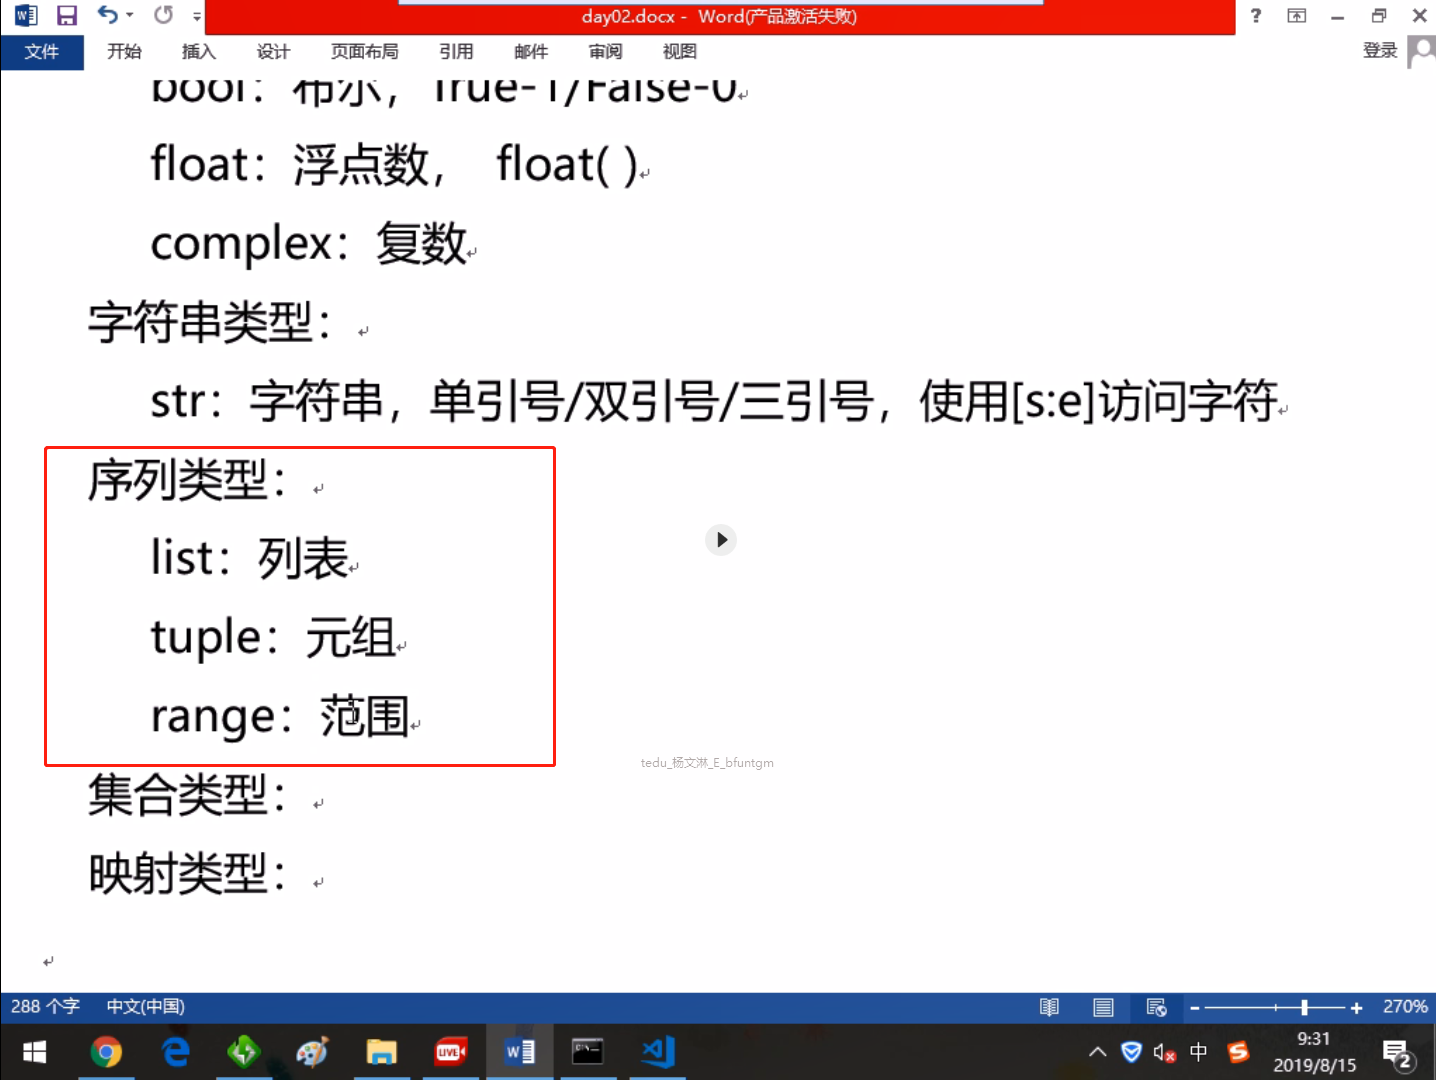 day02.docx - Word(产品激活失败)
文件 开始 插入 设计 页面布局 引用 邮件 审阅 视图 登录
bool：布尔，True-1/False-0
float：浮点数， float( )
complex：复数
字符串类型：
str：字符串，单引号/双引号/三引号，使用[s:e]访问字符
序列类型：
list：列表
tuple：元组
range：范围
tedu_杨文淋_E_bfuntgm
集合类型：
映射类型：
288 个字 中文(中国) 270%
LIVE
中
9:31
2019/8/15
2